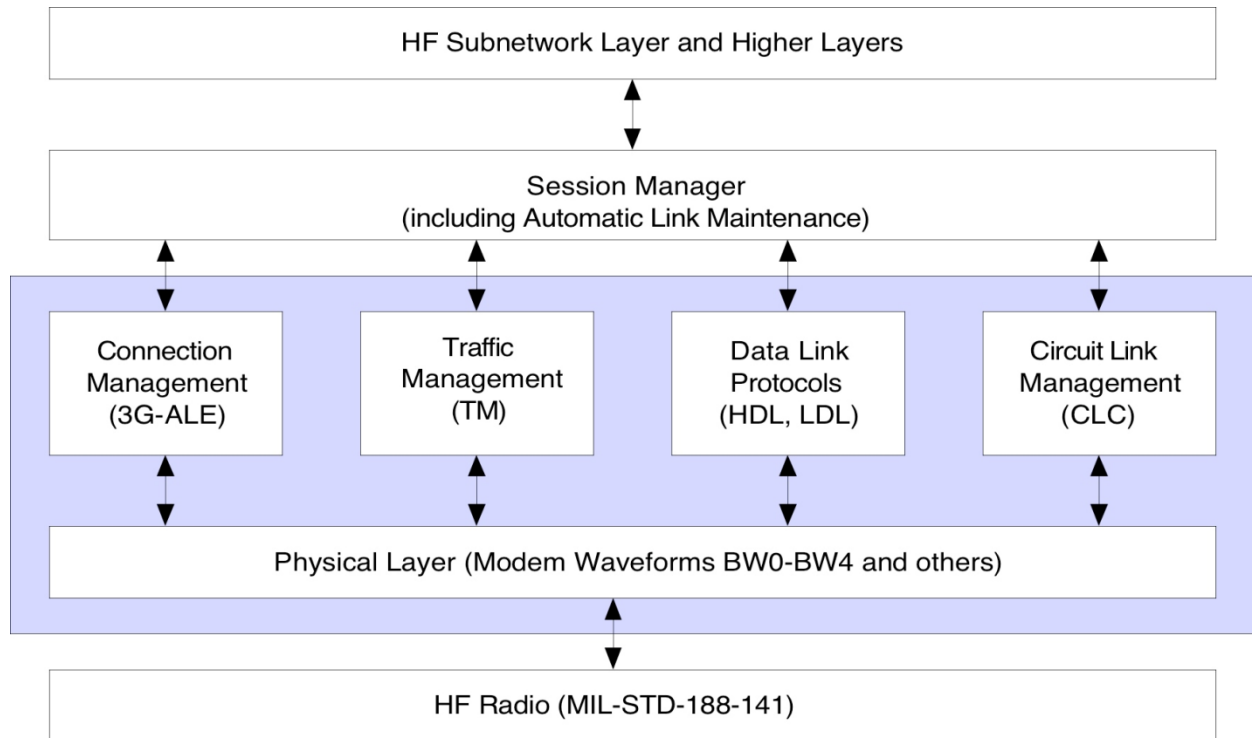 HF Subnetwork Layer and Higher Layers
Session Manager
(including Automatic Link Maintenance)
Connection
Management
(3G-ALE)
Traffic
Management
(TM)
Data Link
Protocols
(HDL, LDL)
Circuit Link
Management
(CLC)
Physical Layer (Modem Waveforms BW0-BW4 and others)
HF Radio (MIL-STD-188-141)